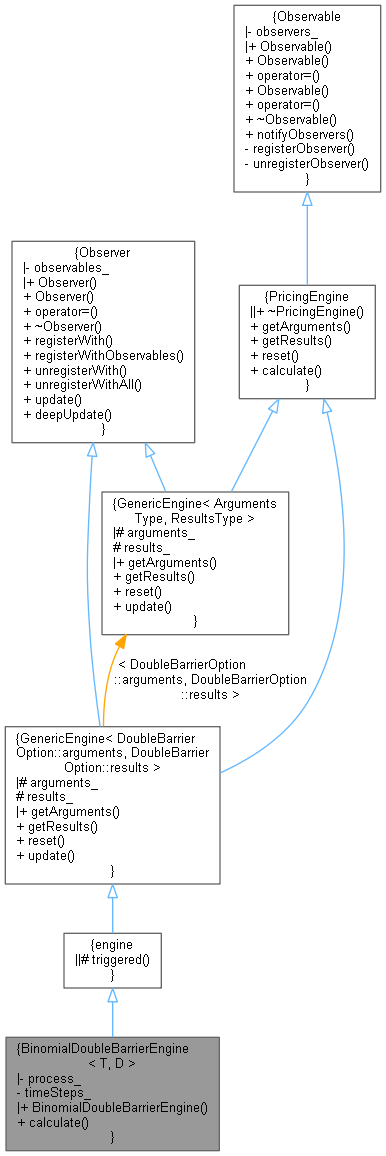 {Observable
|- observers_
|+ Observable()
+ Observable()
+ operator=()
+ Observable()
+ operator=()
+ ~Observable()
+ notifyObservers()
- registerObserver()
- unregisterObserver()
}
{Observer
|- observables_
|+ Observer()
+ Observer()
+ operator=()
+ ~Observer()
+ registerWith()
+ registerWithObservables()
+ unregisterWith()
+ unregisterWithAll()
+ update()
+ deepUpdate()
}
{PricingEngine
||+ ~PricingEngine()
+ getArguments()
+ getResults()
+ reset()
+ calculate()
}
{GenericEngine< Arguments
Type, ResultsType >
|# arguments_
# results_
|+ getArguments()
+ getResults()
+ reset()
+ update()
}
< DoubleBarrierOption
::arguments, DoubleBarrierOption
::results >
{GenericEngine< DoubleBarrier
Option::arguments, DoubleBarrier
Option::results >
|# arguments_
# results_
|+ getArguments()
+ getResults()
+ reset()
+ update()
}
{engine
||# triggered()
}
{BinomialDoubleBarrierEngine
< T, D >
|- process_
- timeSteps_
|+ BinomialDoubleBarrierEngine()
+ calculate()
}